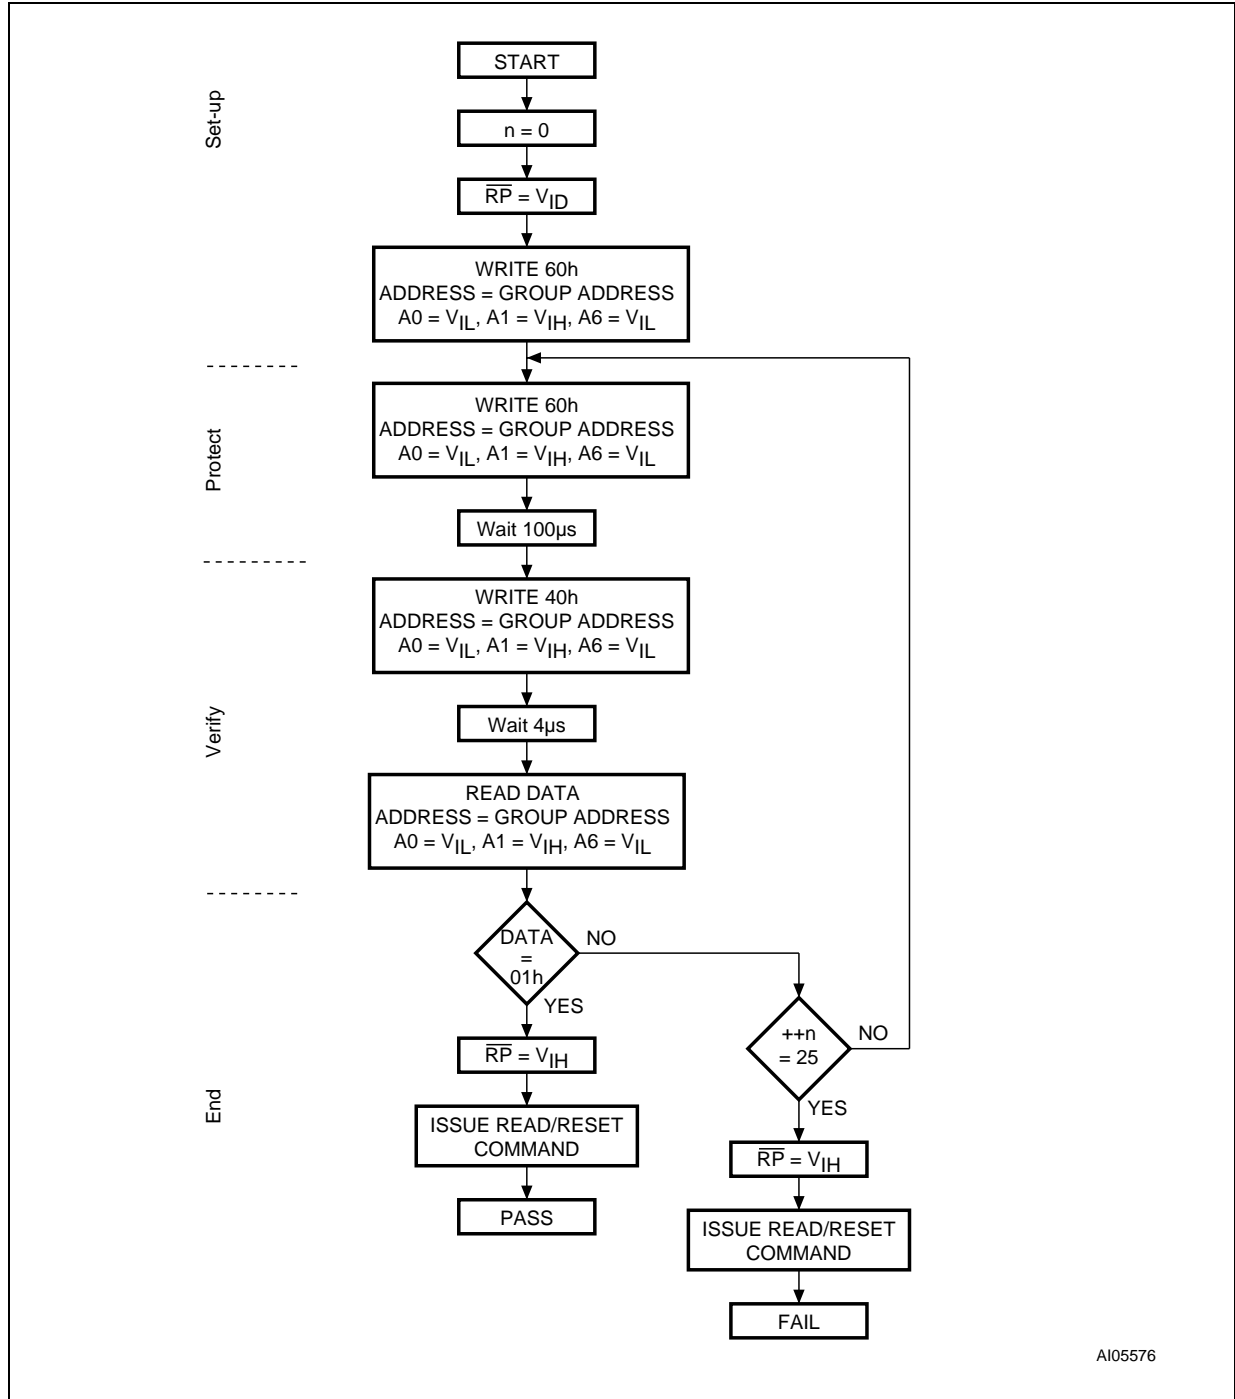 START
Set-up
n = 0
R̅P̅ = VID
WRITE 60h
ADDRESS = GROUP ADDRESS
A0 = VIL, A1 = VIH, A6 = VIL
Protect
WRITE 60h
ADDRESS = GROUP ADDRESS
A0 = VIL, A1 = VIH, A6 = VIL
Wait 100µs
Verify
WRITE 40h
ADDRESS = GROUP ADDRESS
A0 = VIL, A1 = VIH, A6 = VIL
Wait 4µs
READ DATA
ADDRESS = GROUP ADDRESS
A0 = VIL, A1 = VIH, A6 = VIL
End
DATA
=
01h
NO
YES
++n
= 25
NO
YES
R̅P̅ = VIH
ISSUE READ/RESET
COMMAND
PASS
R̅P̅ = VIH
ISSUE READ/RESET
COMMAND
FAIL
AI05576